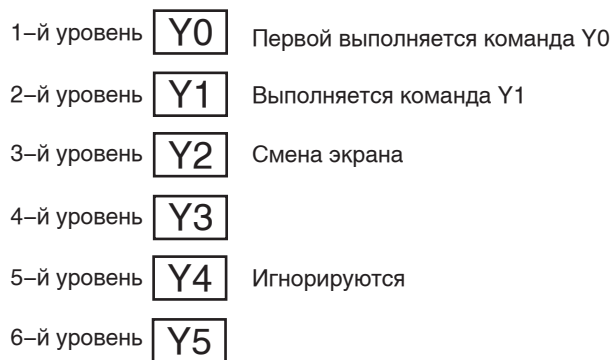 1–й уровень Y0 Первой выполняется команда Y0
2–й уровень Y1 Выполняется команда Y1
3–й уровень Y2 Смена экрана
4–й уровень Y3
5–й уровень Y4 Игнорируются
6–й уровень Y5